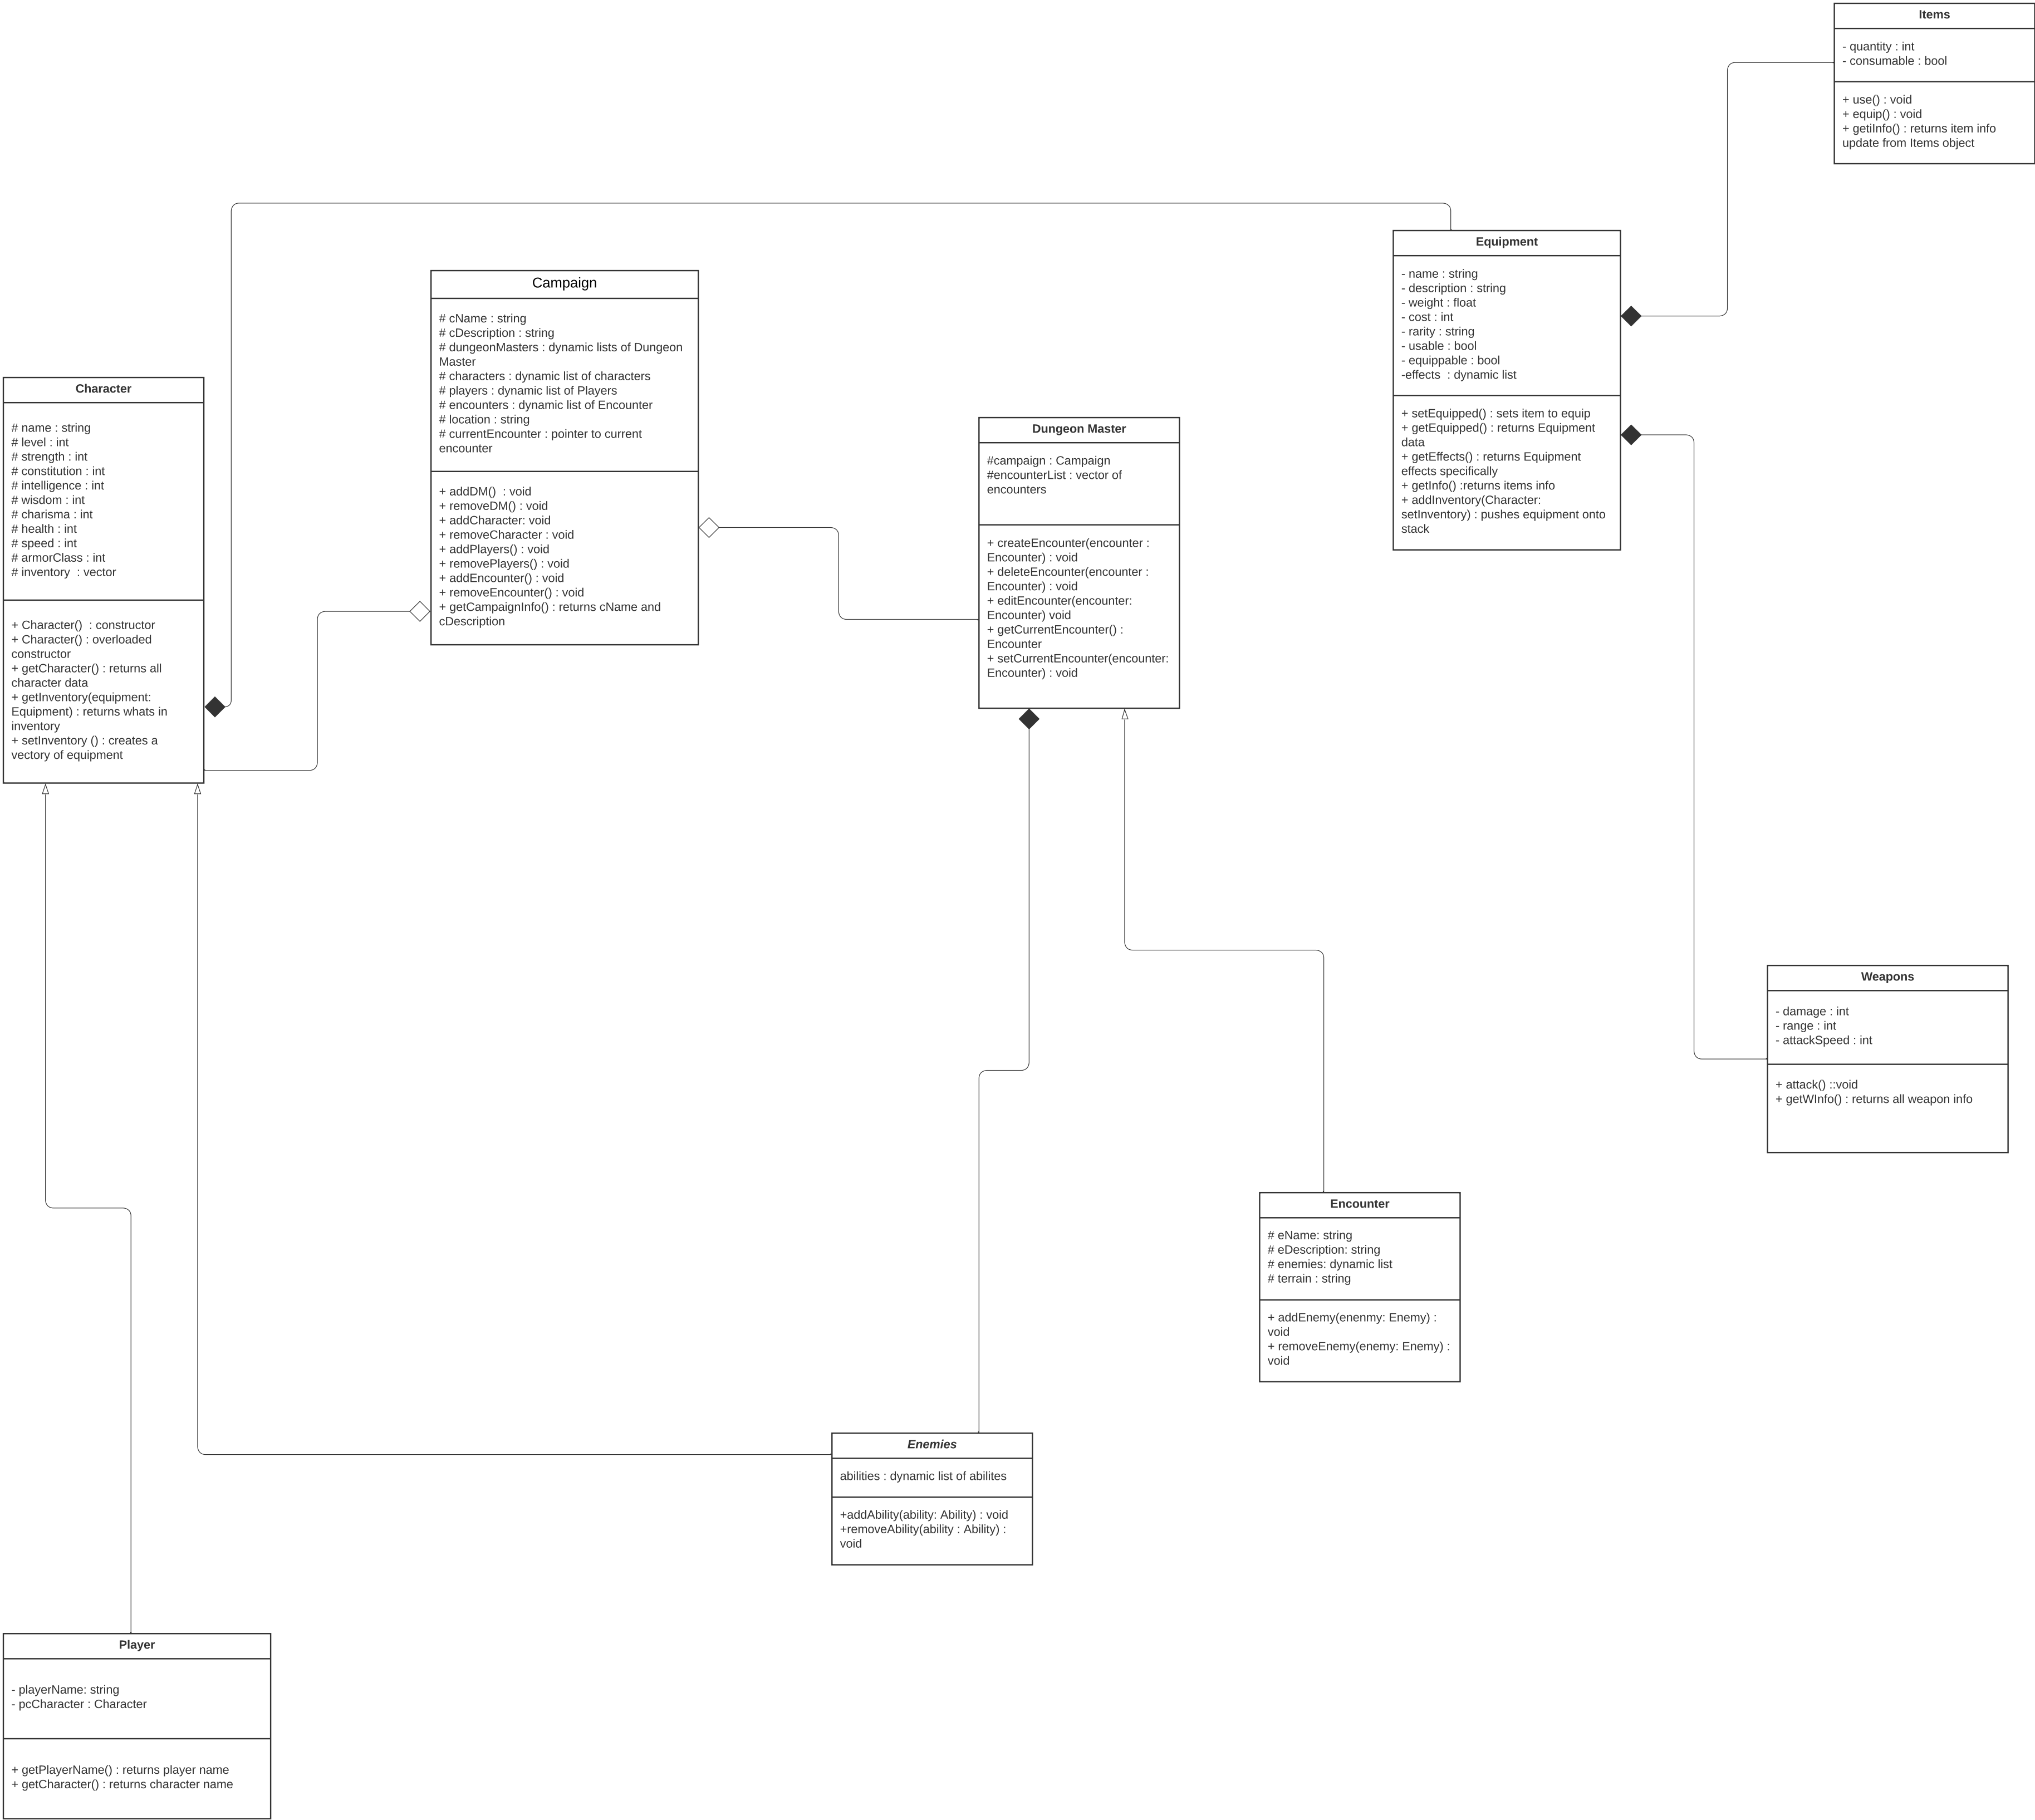 Items
- quantity : int
- consumable : bool
+ use() : void
+ equip() : void
+ getiInfo() : returns item info
update from Items object
Equipment
- name : string
- description : string
- weight : float
- cost : int
- rarity : string
- usable : bool
- equippable : bool
-effects  : dynamic list
+ setEquipped() : sets item to equip
+ getEquipped() : returns Equipment
data
+ getEffects() : returns Equipment
effects specifically
+ getInfo() :returns items info
+ addInventory(Character:
setInventory) : pushes equipment onto
stack
Campaign
# cName : string
# cDescription : string
# dungeonMasters : dynamic lists of Dungeon
Master
# characters : dynamic list of characters
# players : dynamic list of Players
# encounters : dynamic list of Encounter
# location : string
# currentEncounter : pointer to current
encounter
+ addDM()  : void
+ removeDM() : void
+ addCharacter: void
+ removeCharacter : void
+ addPlayers() : void
+ removePlayers() : void
+ addEncounter() : void
+ removeEncounter() : void
+ getCampaignInfo() : returns cName and
cDescription
Character
# name : string
# level : int
# strength : int
# constitution : int
# intelligence : int
# wisdom : int
# charisma : int
# health : int
# speed : int
# armorClass : int
# inventory  : vector
+ Character()  : constructor
+ Character() : overloaded
constructor
+ getCharacter() : returns all
character data
+ getInventory(equipment:
Equipment) : returns whats in
inventory
+ setInventory () : creates a
vectory of equipment
Dungeon Master
#campaign : Campaign
#encounterList : vector of
encounters
+ createEncounter(encounter :
Encounter) : void
+ deleteEncounter(encounter :
Encounter) : void
+ editEncounter(encounter:
Encounter) void
+ getCurrentEncounter() :
Encounter
+ setCurrentEncounter(encounter:
Encounter) : void
Weapons
- damage : int
- range : int
- attackSpeed : int
+ attack() ::void
+ getWInfo() : returns all weapon info
Encounter
# eName: string
# eDescription: string
# enemies: dynamic list
# terrain : string
+ addEnemy(enenmy: Enemy) :
void
+ removeEnemy(enemy: Enemy) :
void
Enemies
abilities : dynamic list of abilites
+addAbility(ability: Ability) : void
+removeAbility(ability : Ability) :
void
Player
- playerName: string
- pcCharacter : Character
+ getPlayerName() : returns player name
+ getCharacter() : returns character name